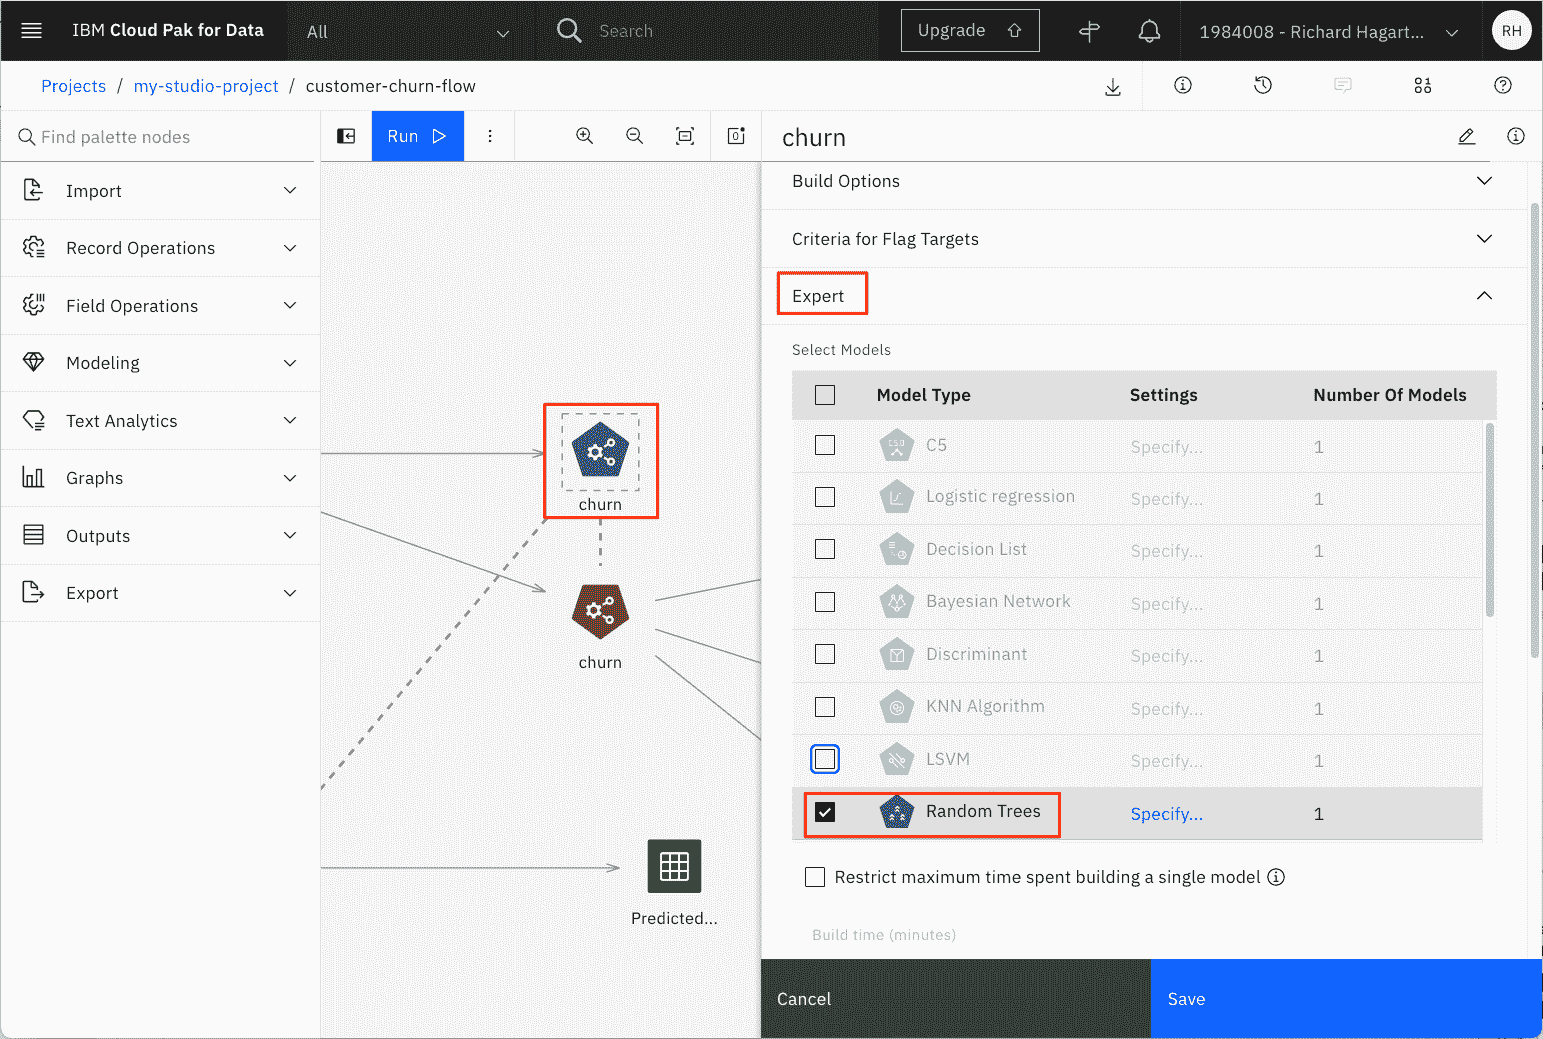 IBM Cloud Pak for Data
All
Search
Upgrade
1984008 - Richard Hagart...
RH
Projects / my-studio-project / customer-churn-flow
Find palette nodes
Run
churn
Import
Record Operations
Field Operations
Modeling
Text Analytics
Graphs
Outputs
Export
churn
churn
Predicted...
Build Options
Criteria for Flag Targets
Expert
Select Models
Model Type Settings Number Of Models
C5 Specify... 1
Logistic regression Specify... 1
Decision List Specify... 1
Bayesian Network Specify... 1
Discriminant Specify... 1
KNN Algorithm Specify... 1
LSVM Specify... 1
Random Trees Specify... 1
Restrict maximum time spent building a single model
Build time (minutes)
Cancel
Save